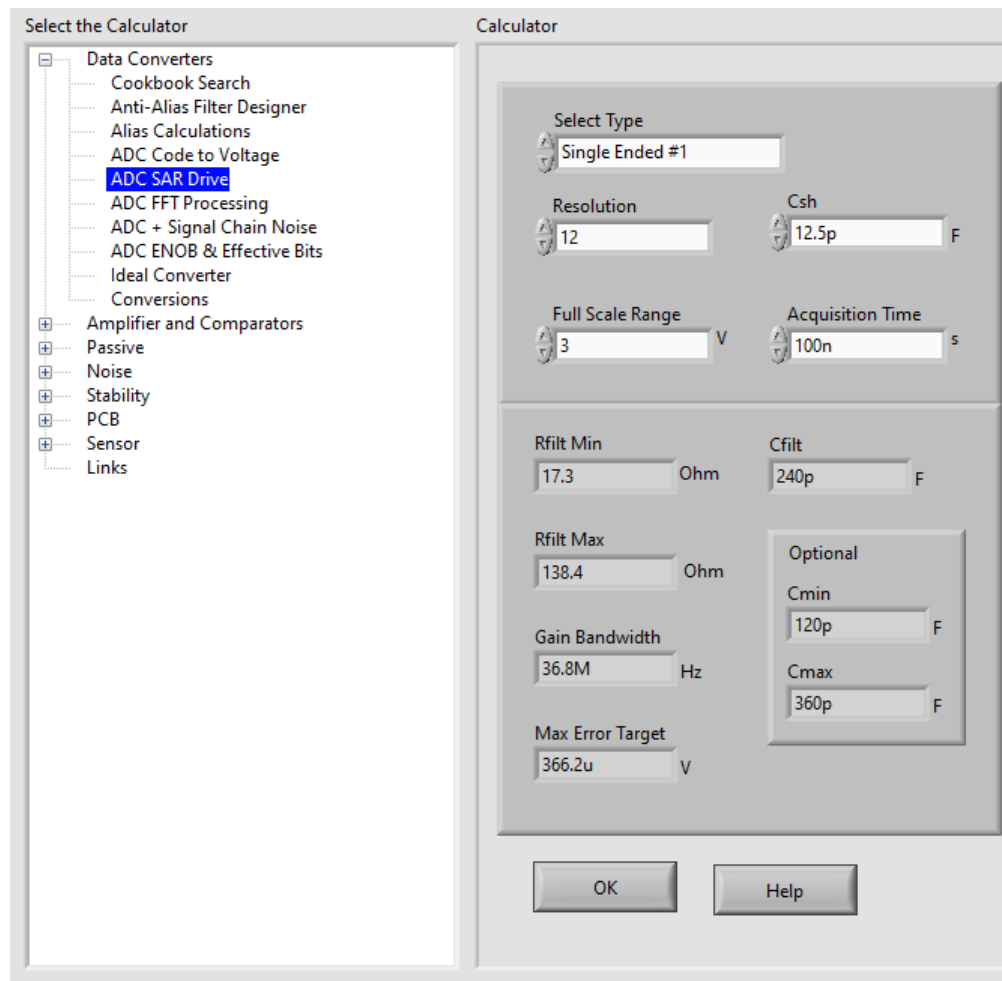 Select the Calculator
Data Converters
Cookbook Search
Anti-Alias Filter Designer
Alias Calculations
ADC Code to Voltage
ADC SAR Drive
ADC FFT Processing
ADC + Signal Chain Noise
ADC ENOB & Effective Bits
Ideal Converter
Conversions
Amplifier and Comparators
Passive
Noise
Stability
PCB
Sensor
Links
Calculator
Select Type
Single Ended #1
Resolution
12
Csh
12.5p F
Full Scale Range
3 V
Acquisition Time
100n s
Rfilt Min
17.3 Ohm
Cfilt
240p F
Rfilt Max
138.4 Ohm
Gain Bandwidth
36.8M Hz
Max Error Target
366.2u V
Optional
Cmin
120p F
Cmax
360p F
OK
Help